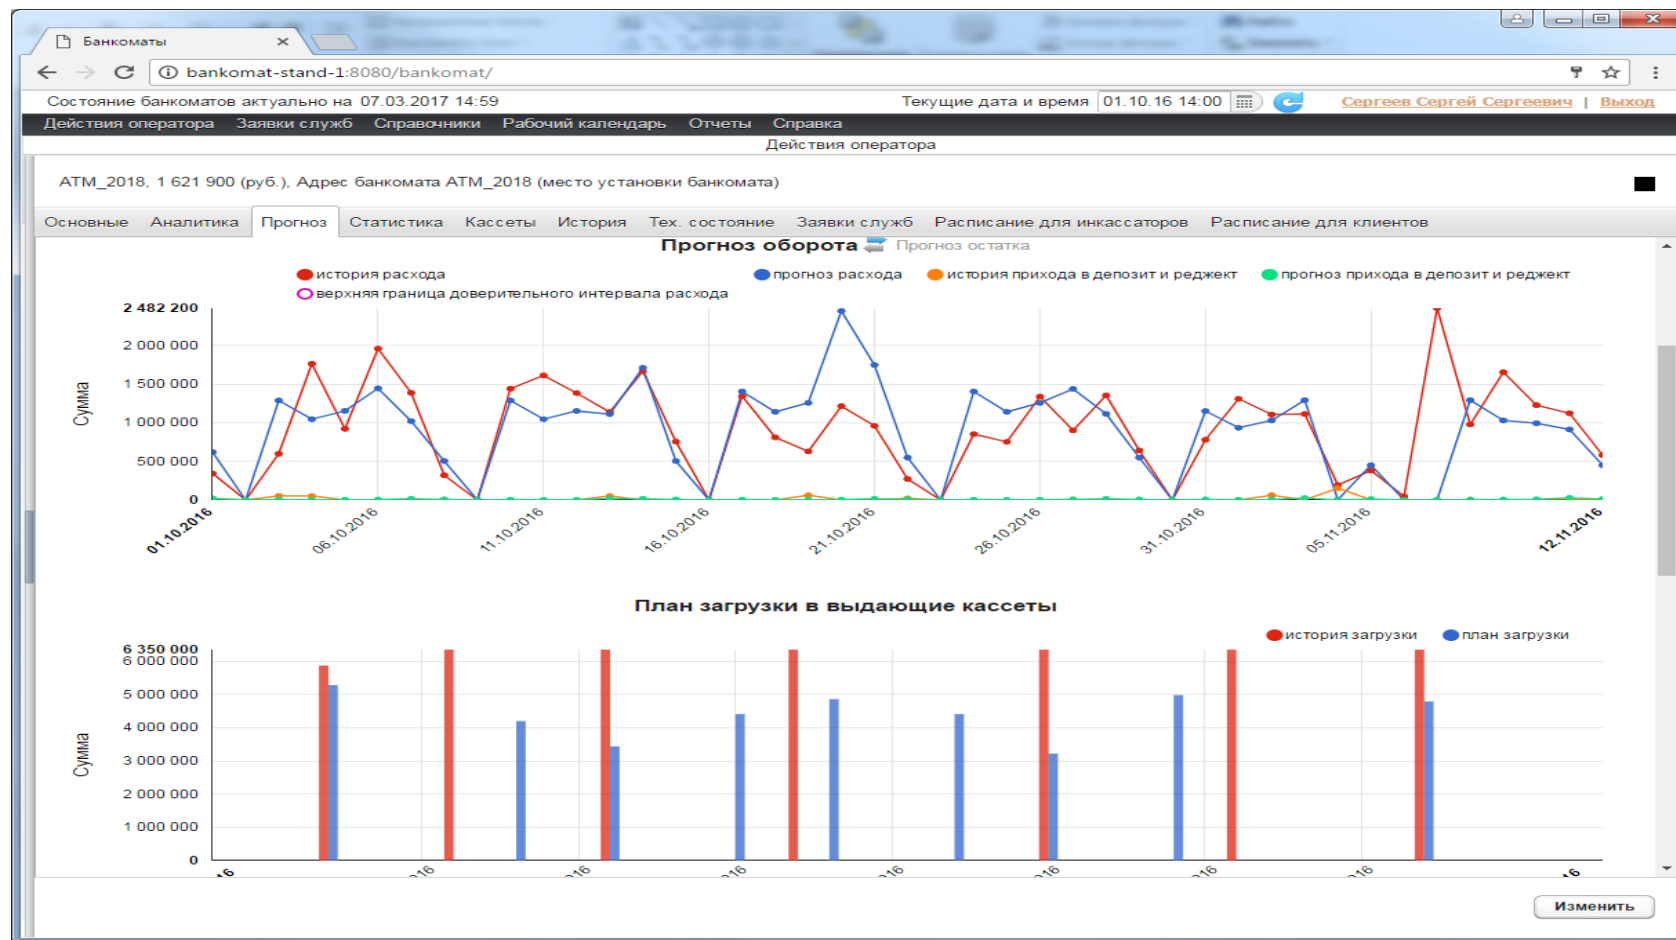 Банкоматы
bankomat-stand-1:8080/bankomat/
Состояние банкоматов актуально на 07.03.2017 14:59 Текущие дата и время 01.10.16 14:00 Сергеев Сергей Сергеевич | Выход
Действия оператора Заявки служб Справочники Рабочий календарь Отчеты Справка
Действия оператора
ATM_2018, 1 621 900 (руб.), Адрес банкомата ATM_2018 (место установки банкомата)
Основные Аналитика Прогноз Статистика Кассеты История Тех. состояние Заявки служб Расписание для инкассаторов Расписание для клиентов
Прогноз оборота Прогноз остатка
история расхода прогноз расхода история прихода в депозит и реджект прогноз прихода в депозит и реджект
верхняя граница доверительного интервала расхода
2 482 200
2 000 000
1 500 000
1 000 000
500 000
0
Сумма
01.10.2016 06.10.2016 11.10.2016 16.10.2016 21.10.2016 26.10.2016 31.10.2016 05.11.2016 12.11.2016
План загрузки в выдающие кассеты
история загрузки план загрузки
6 350 000
6 000 000
5 000 000
4 000 000
3 000 000
2 000 000
1 000 000
0
Сумма
Изменить